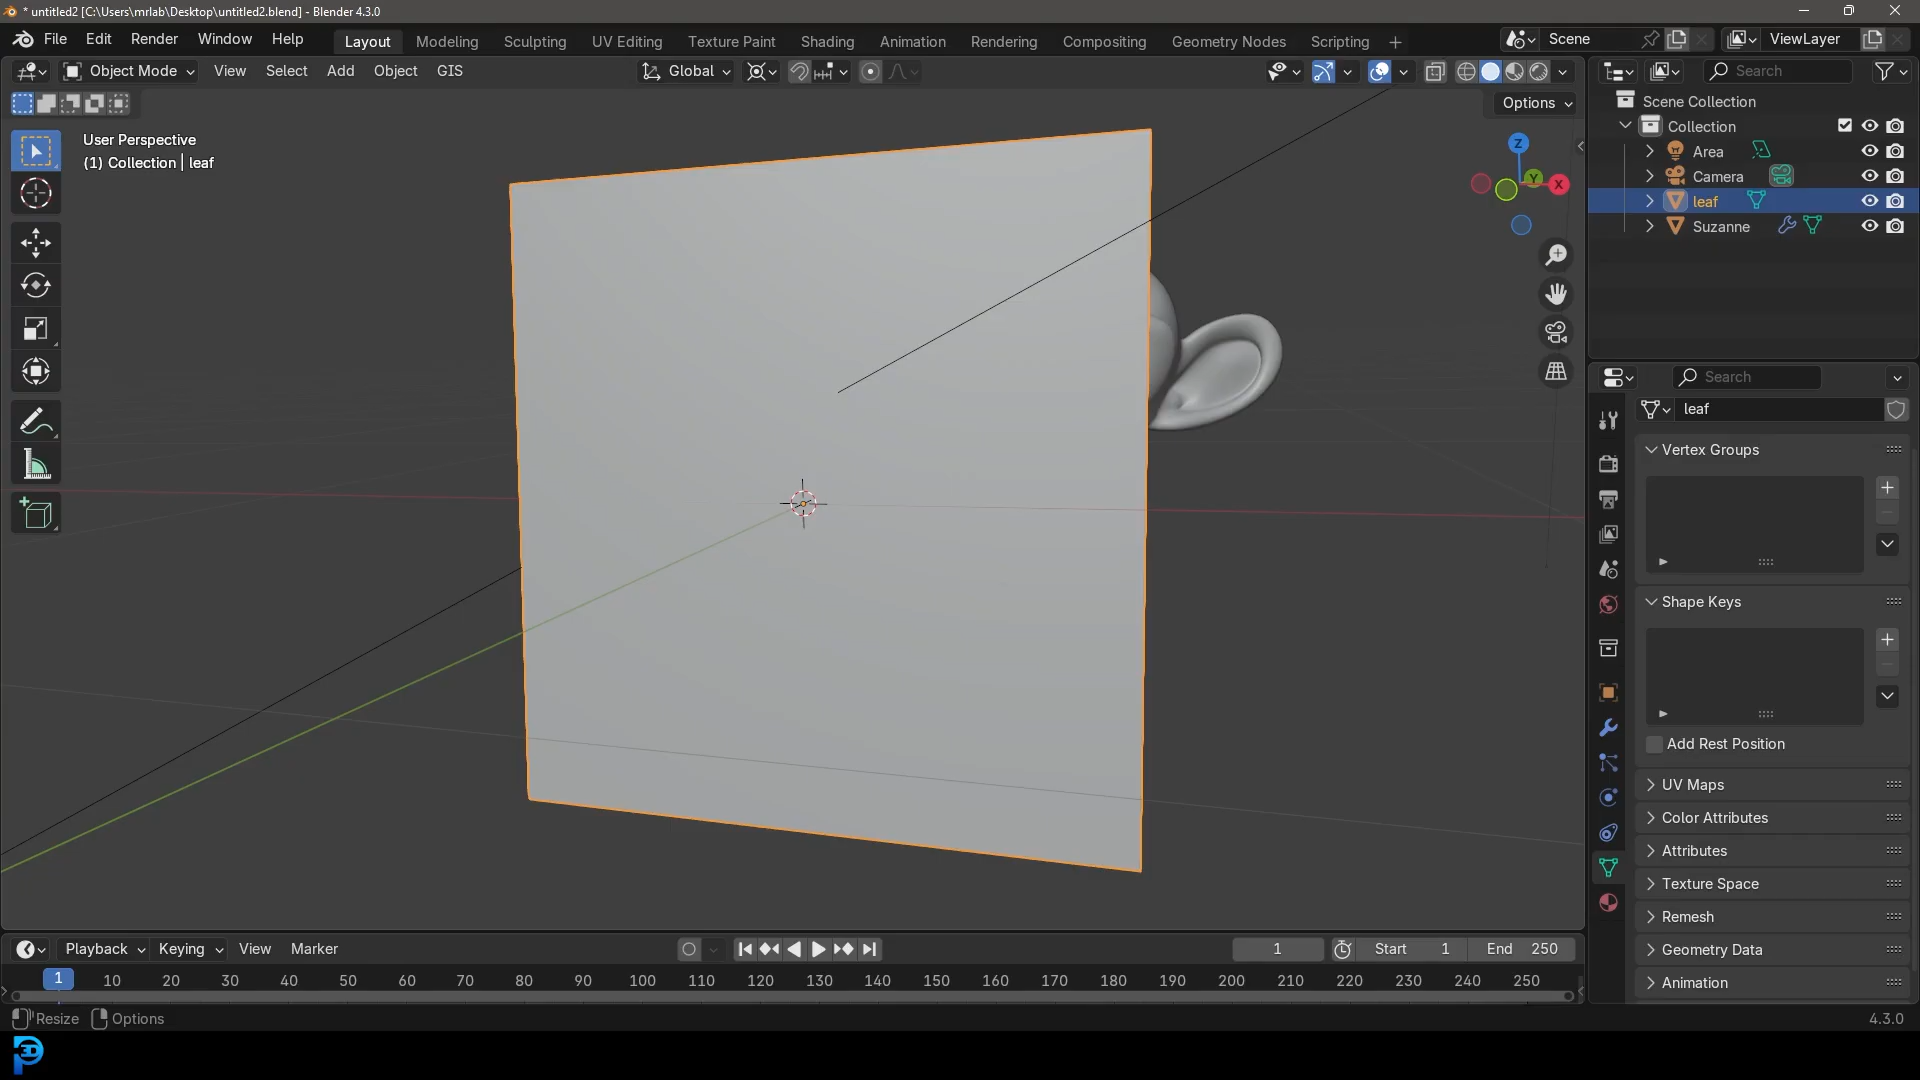 * untitled2 [C:\Users\mrlab\Desktop\untitled2.blend] - Blender 4.3.0
File Edit Render Window Help
Layout Modeling Sculpting UV Editing Texture Paint Shading Animation Rendering Compositing Geometry Nodes Scripting +
Scene
ViewLayer
Object Mode View Select Add Object GIS
Global
Search
Options
User Perspective
(1) Collection | leaf
Z
Y
X
Scene Collection
Collection
Area
Camera
leaf
Suzanne
Search
leaf
Vertex Groups
Shape Keys
Add Rest Position
UV Maps
Color Attributes
Attributes
Texture Space
Remesh
Geometry Data
Animation
Playback Keying View Marker
1
Start 1
End 250
1 10 20 30 40 50 60 70 80 90 100 110 120 130 140 150 160 170 180 190 200 210 220 230 240 250
Resize Options
4.3.0